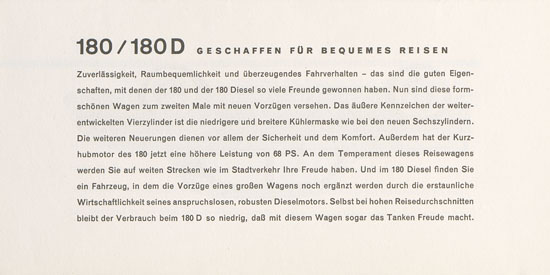 180 / 180 D GESCHAFFEN FÜR BEQUEMES REISEN
Zuverlässigkeit, Raumbequemlichkeit und überzeugendes Fahrverhalten – das sind die guten Eigen-
schaften, mit denen der 180 und der 180 Diesel so viele Freunde gewonnen haben. Nun sind diese form-
schönen Wagen zum zweiten Male mit neuen Vorzügen versehen. Das äußere Kennzeichen der weiter-
entwickelten Vierzylinder ist die niedrigere und breitere Kühlermaske wie bei den neuen Sechszylindern.
Die weiteren Neuerungen dienen vor allem der Sicherheit und dem Komfort. Außerdem hat der Kurz-
hubmotor des 180 jetzt eine höhere Leistung von 68 PS. An dem Temperament dieses Reisewagens
werden Sie auf weiten Strecken wie im Stadtverkehr Ihre Freude haben. Und im 180 Diesel finden Sie
ein Fahrzeug, in dem die Vorzüge eines großen Wagens noch ergänzt werden durch die erstaunliche
Wirtschaftlichkeit seines anspruchslosen, robusten Dieselmotors. Selbst bei hohen Reisedurchschnitten
bleibt der Verbrauch beim 180 D so niedrig, daß mit diesem Wagen sogar das Tanken Freude macht.